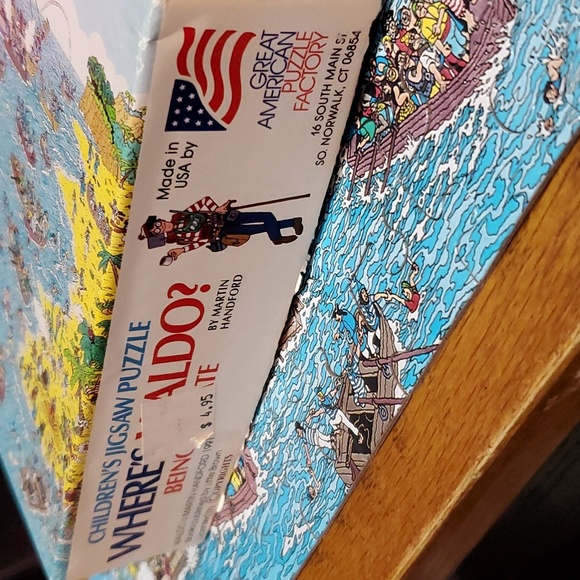 GREAT
AMERICAN
PUZZLE
FACTORY
16 SOUTH MAIN ST
SO. NORWALK, CT 06854
Made in
USA by
CHILDREN'S JIGSAW PUZZLE
WHERE'S ALDO?
BY MARTIN
HANDFORD
BEING TE
$ 4.95